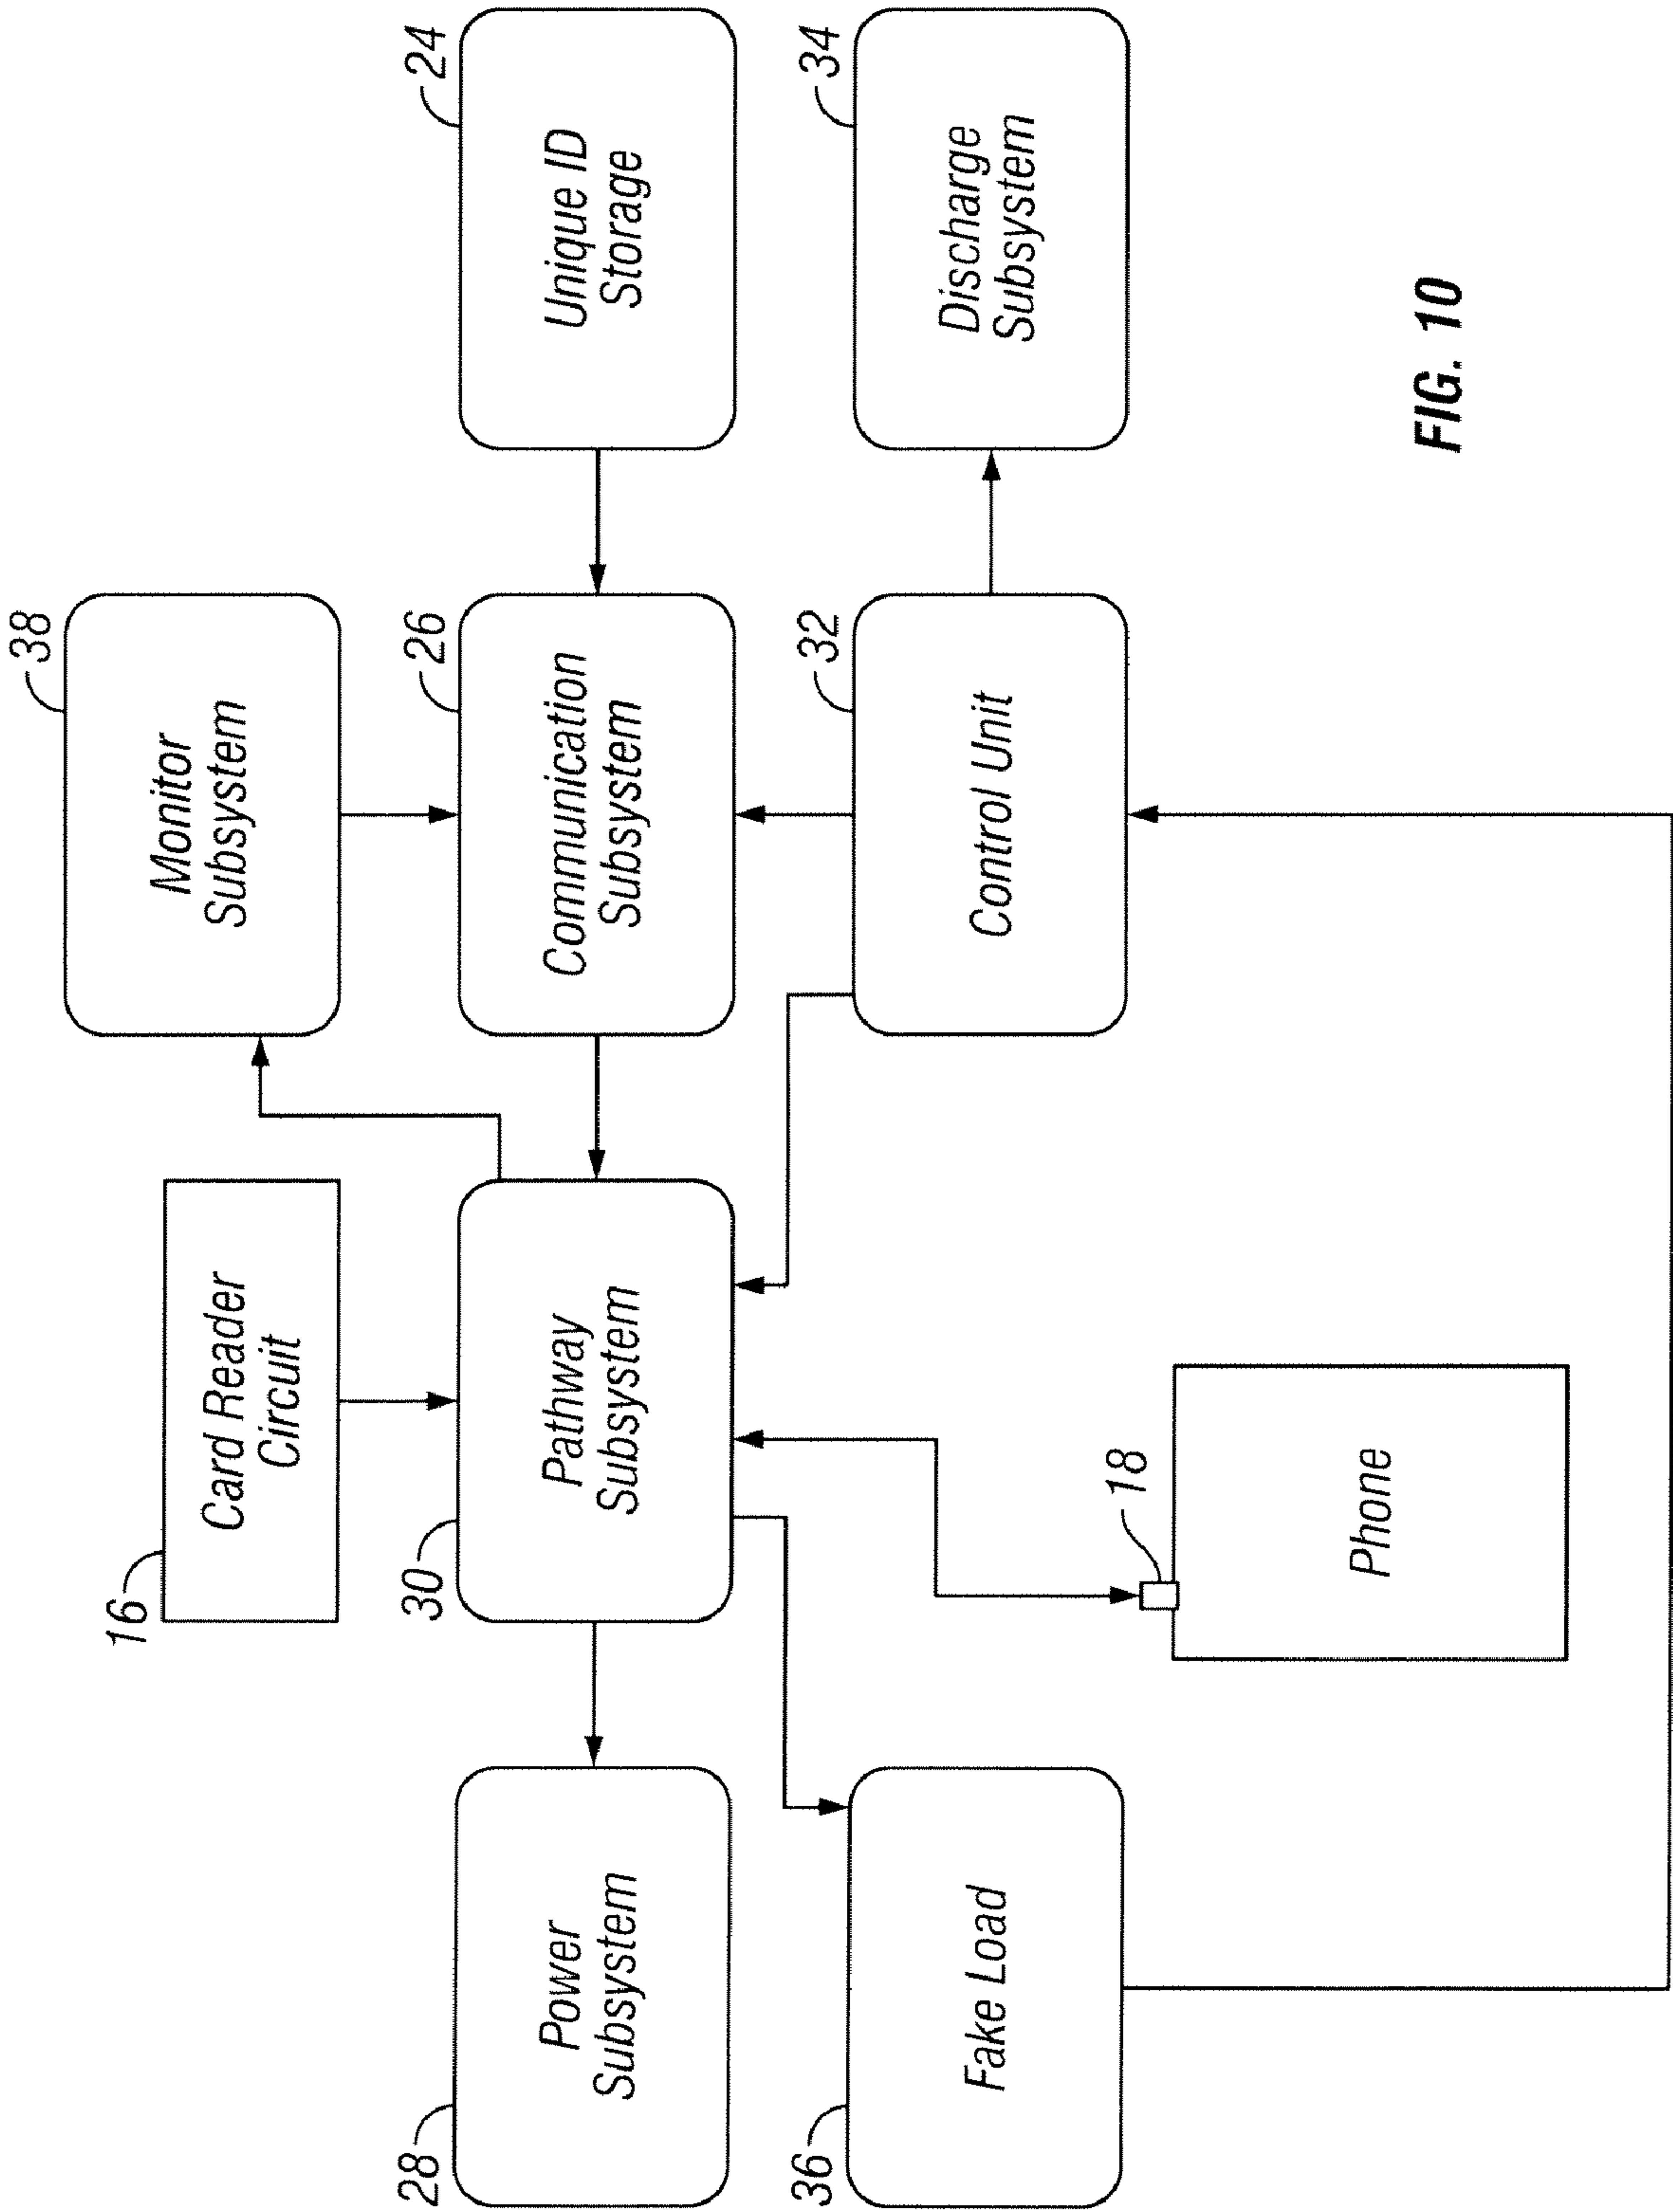 38
16
Monitor
Subsystem
Card Reader
Circuit
28
30
26
24
Power
Subsystem
Pathway
Subsystem
Communication
Subsystem
Unique ID
Storage
36
18
32
34
Fake Load
Phone
Control Unit
Discharge
Subsystem
FIG. 10